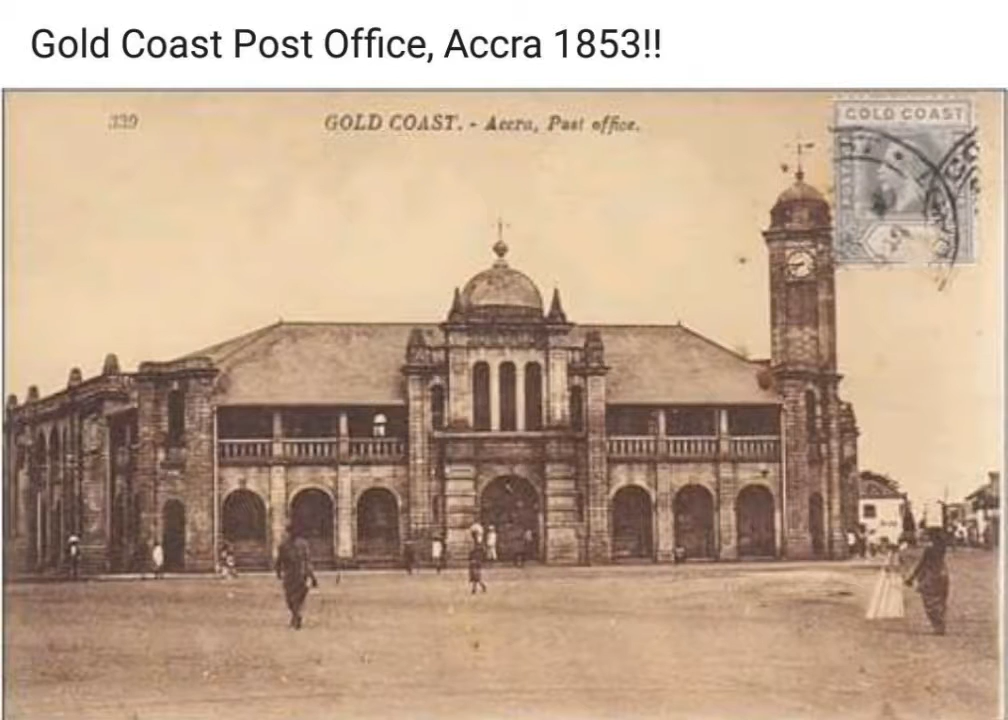 Gold Coast Post Office, Accra 1853!!
339
GOLD COAST. - Accra, Post office.
GOLD COAST